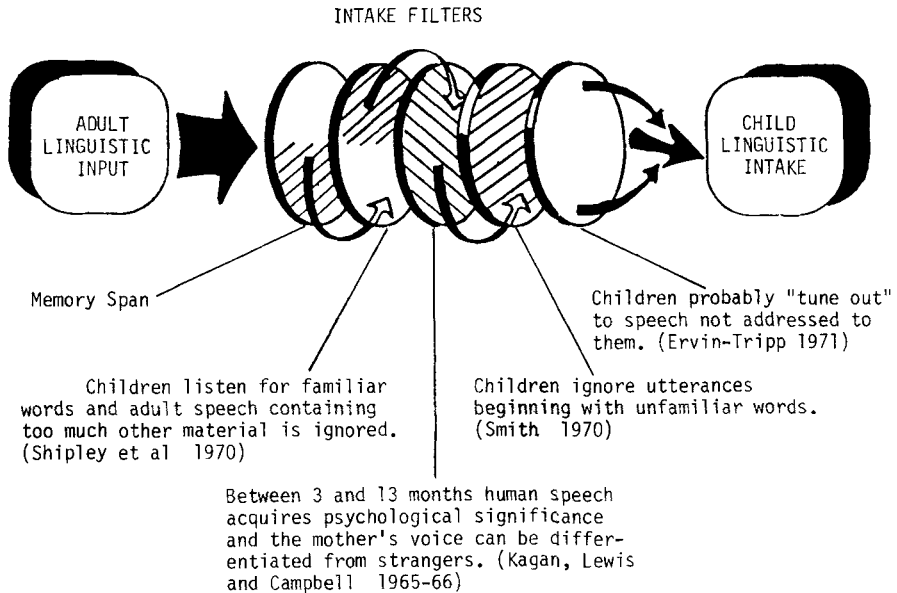 INTAKE FILTERS
ADULT
LINGUISTIC
INPUT
CHILD
LINGUISTIC
INTAKE
Memory Span
Children listen for familiar
words and adult speech containing
too much other material is ignored.
(Shipley et al 1970)
Between 3 and 13 months human speech
acquires psychological significance
and the mother's voice can be differ-
entiated from strangers. (Kagan, Lewis
and Campbell 1965-66)
Children ignore utterances
beginning with unfamiliar words.
(Smith 1970)
Children probably "tune out"
to speech not addressed to
them. (Ervin-Tripp 1971)